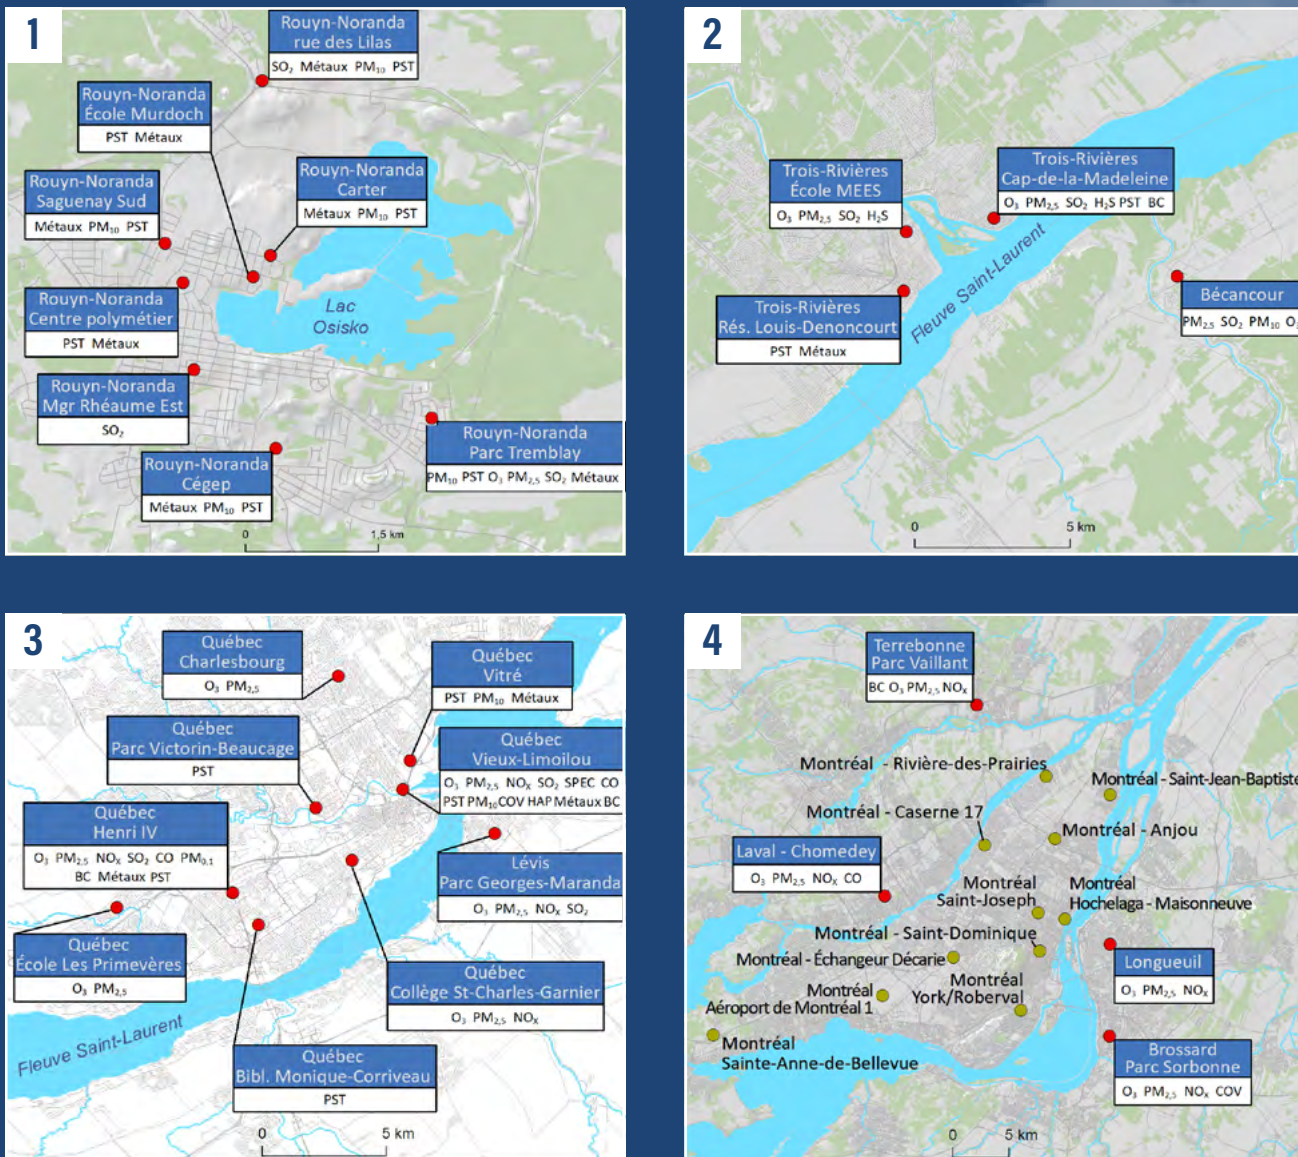 1
Rouyn-Noranda
rue des Lilas
SO₂ Métaux PM₁₀ PST
Rouyn-Noranda
École Murdoch
PST Métaux
Rouyn-Noranda
Carter
Métaux PM₁₀ PST
Rouyn-Noranda
Saguenay Sud
Métaux PM₁₀ PST
Rouyn-Noranda
Centre polymétier
PST Métaux
Lac
Osisko
Rouyn-Noranda
Mgr Rhéaume Est
SO₂
Rouyn-Noranda
Parc Tremblay
PM₁₀ PST O₃ PM₂,₅ SO₂ Métaux
Rouyn-Noranda
Cégep
Métaux PM₁₀ PST
0 1,5 km
2
Trois-Rivières
École MEES
O₃ PM₂,₅ SO₂ H₂S
Trois-Rivières
Cap-de-la-Madeleine
O₃ PM₂,₅ SO₂ H₂S PST BC
Fleuve Saint-Laurent
Trois-Rivières
Rés. Louis-Denoncourt
PST Métaux
Bécancour
PM₂,₅ SO₂ PM₁₀ O₃
0 5 km
3
Québec
Charlesbourg
O₃ PM₂,₅
Québec
Vitré
PST PM₁₀ Métaux
Québec
Parc Victorin-Beaucage
PST
Québec
Vieux-Limoilou
O₃ PM₂,₅ NOₓ SO₂ SPEC CO
PST PM₁₀ COV HAP Métaux BC
Québec
Henri IV
O₃ PM₂,₅ NOₓ SO₂ CO PM₀,₁
BC Métaux PST
Lévis
Parc Georges-Maranda
O₃ PM₂,₅ NOₓ SO₂
Québec
École Les Primevères
O₃ PM₂,₅
Québec
Collège St-Charles-Garnier
O₃ PM₂,₅ NOₓ
Fleuve Saint-Laurent
Québec
Bibl. Monique-Corriveau
PST
0 5 km
4
Terrebonne
Parc Vaillant
BC O₃ PM₂,₅ NOₓ
Montréal - Rivière-des-Prairies
Montréal - Saint-Jean-Baptiste
Montréal - Caserne 17
Montréal - Anjou
Laval - Chomedey
O₃ PM₂,₅ NOₓ CO
Montréal
Saint-Joseph
Montréal
Hochelaga - Maisonneuve
Montréal - Saint-Dominique
Montréal - Échangeur Décarie
Longueuil
O₃ PM₂,₅ NOₓ
Montréal
Aéroport de Montréal 1
Montréal
York/Roberval
Montréal
Sainte-Anne-de-Bellevue
Brossard
Parc Sorbonne
O₃ PM₂,₅ NOₓ COV
0 5 km